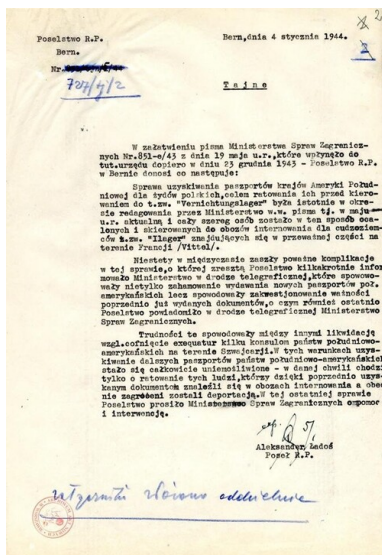 Poselstwo R.P.
Bern.
Nr.
727/ż/2
Bern,dnia 4 stycznia 1944.
2
T a j n e
W załatwieniu pisma Ministerstwa Spraw Zagranicz-
nych Nr.851-e/43 z dnia 19 maja u.r.,które wpłynęło do
tut.urzędu dopiero w dniu 23 grudnia 1943 - Poselstwo R.P.
w Bernie donosi co następuje:
Sprawa uzyskiwania paszportów krajów Ameryki Połud-
niowej dla żydów polskich,celem ratowania ich przed kiero-
waniem do t.zw. "Vernichtungslager" była istotnie w okre-
sie redagowania przez Ministerstwo w.w. pisma tj. w maju
u.r. aktualną i cały szereg osób zostało w ten sposób oca-
lonych i skierowanych do obozów internowania dla cudzoziem-
ców t.zw. "Ilager" znajdujących się w przeważnej części na
terenie Francji /Vittel/.
Niestety w międzyczasie zaszły poważne komplikacje
w tej sprawie,o której zresztą Poselstwo kilkakrotnie infor
mowało Ministerstwo w drodze telegraficznej,które spowodo-
wały nietylko zahamowanie wydawania nowych paszportów poł.
amerykańskich lecz spowodowały zakwestjonowanie ważności
poprzednio już wydanych dokumentów,o czym również ostatnie
Poselstwo powiadomiło w drodze telegraficznej Ministerstwo
Spraw Zagranicznych.
Trudności te spowodowały między innymi likwidację
wzgl.cofnięcie exequatur kilku konsulom państw południowo-
amerykańskich na terenie Szwajcarji. W tych warunkach uzys-
kiwanie dalszych paszportów państw południowo-amerykańskich
stało się całkowicie uniemożliwione - w danej chwili chodzi
tylko o ratowanie tych ludzi,którzy dzięki poprzednio uzys-
kanym dokumentom znaleźli się w obozach internowania a obec
nie zagrożeni zostali deportacją.W tej ostatniej sprawie
Poselstwo prosiło Ministerstwo Spraw Zagranicznych o pomoc
i interwencję.
Aleksander Ładoś
Poseł R.P.
załączniki złożono oddzielnie